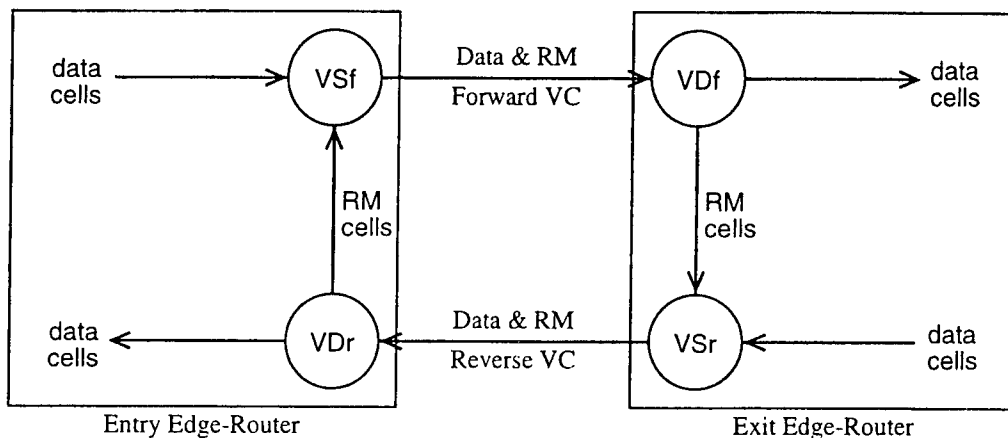 data
cells
VSf
Data & RM
Forward VC
VDf
data
cells
RM
cells
RM
cells
data
cells
VDr
Data & RM
Reverse VC
VSr
data
cells
Entry Edge-Router
Exit Edge-Router